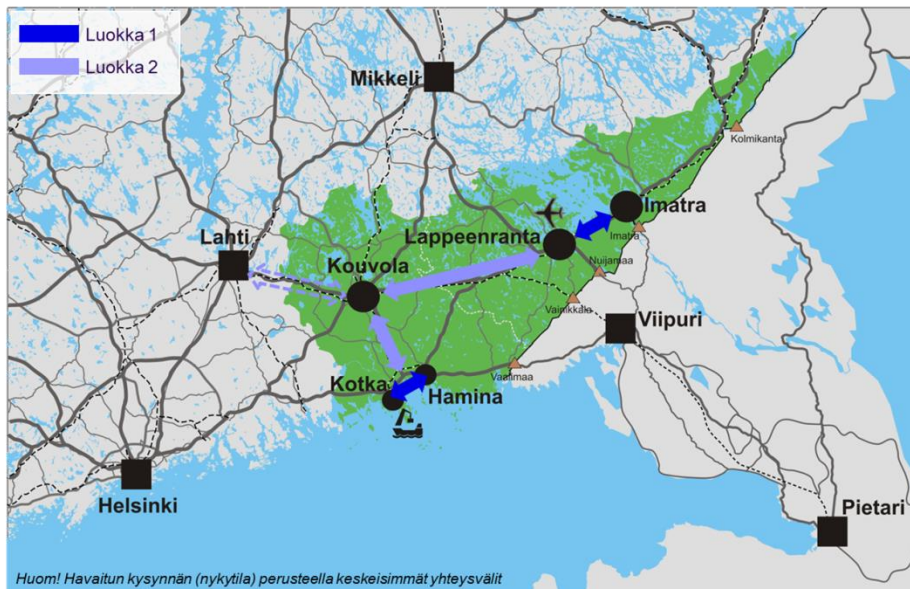 Luokka 1
Luokka 2
Mikkeli
Kolmikanta
Imatra
Lappeenranta
Imatra
Lahti
Kouvola
Nuijamaa
Vainikkala
Viipuri
Vaalimaa
Kotka
Hamina
Helsinki
Pietari
Huom! Havaitun kysynnän (nykytila) perusteella keskeisimmät yhteysvälit